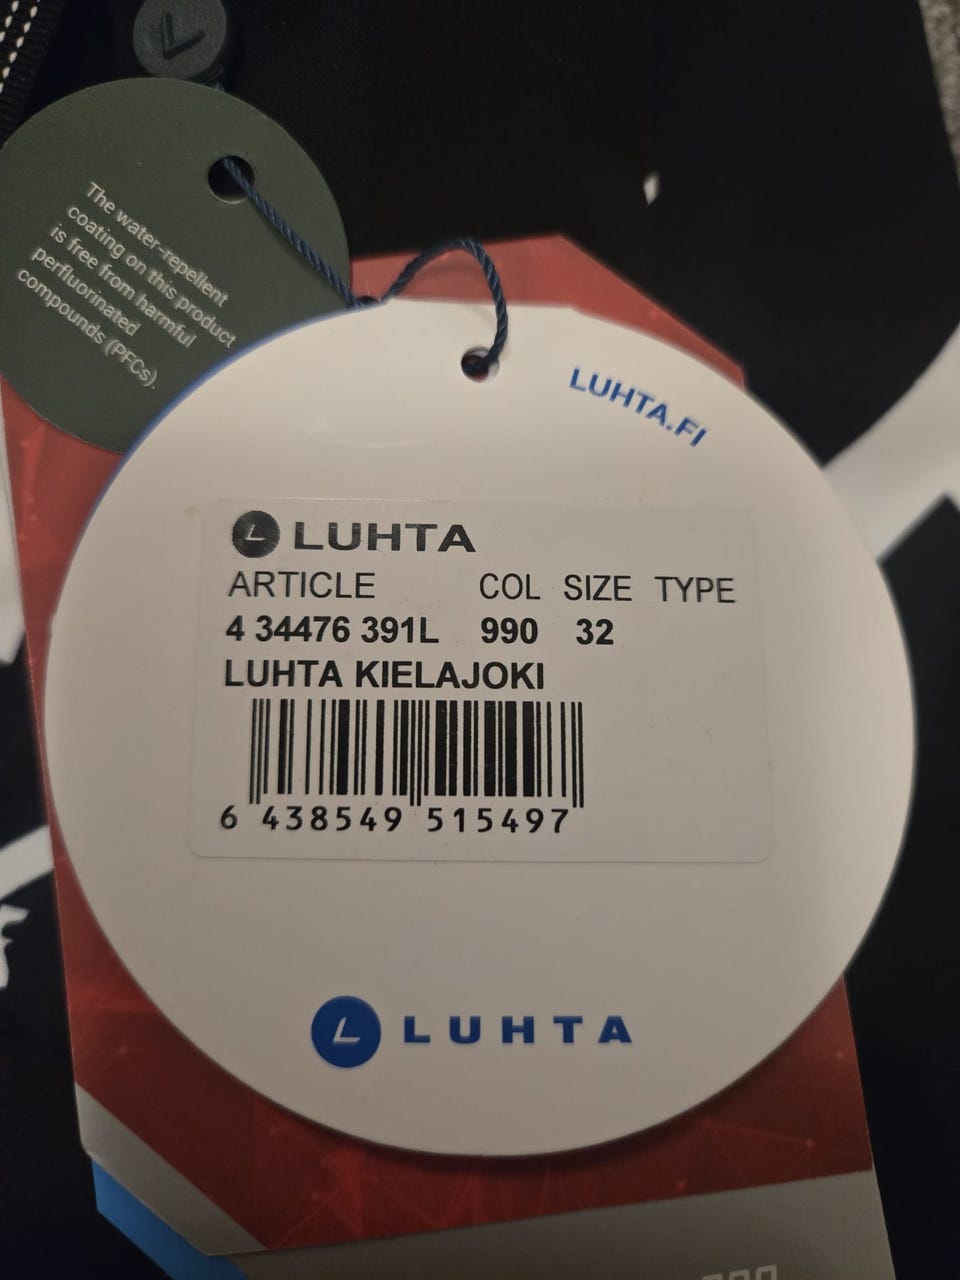 The water-repellent
coating on this product
is free from harmful
perfluorinated
compounds (PFCs).
LUHTA.FI
LUHTA
ARTICLE COL SIZE TYPE
4 34476 391L 990 32
LUHTA KIELAJOKI
6 438549 515497
LUHTA